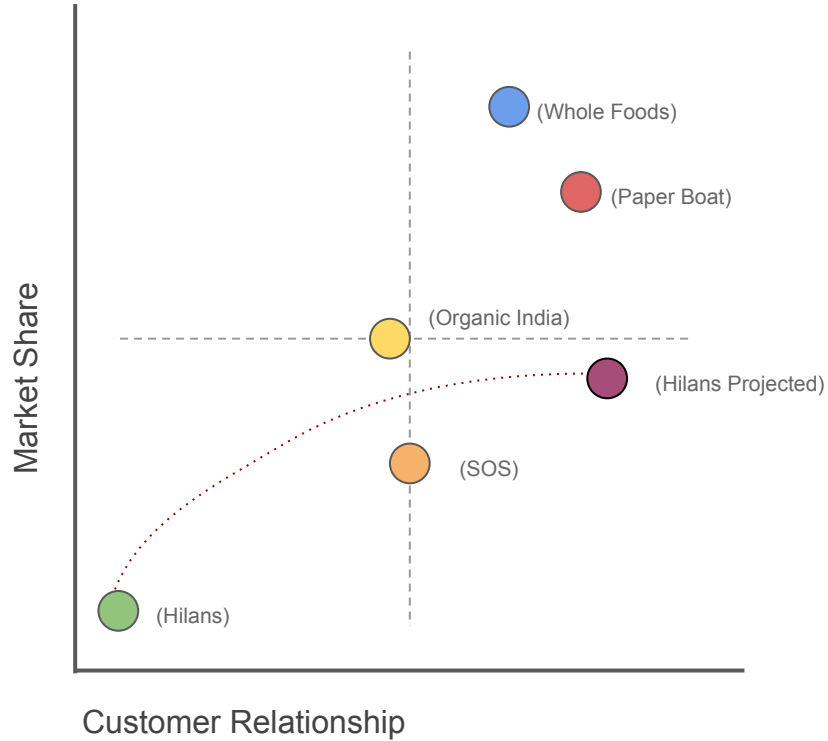 (Whole Foods)
(Paper Boat)
(Organic India)
Market Share
(Hilans Projected)
(SOS)
(Hilans)
Customer Relationship